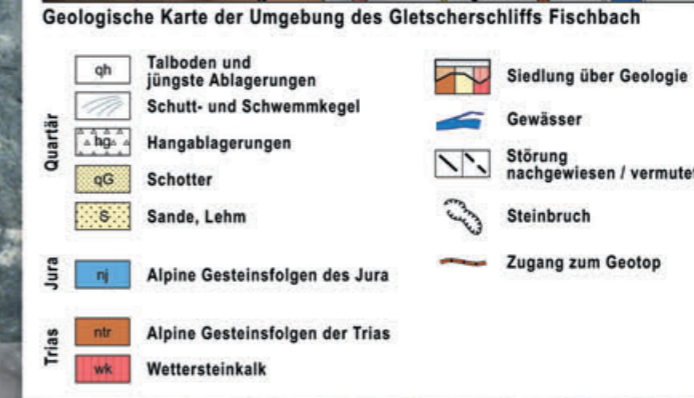 Geologische Karte der Umgebung des Gletscherschliffs Fischbach
Quartär
qh Talboden und
jüngste Ablagerungen
Schutt- und Schwemmkegel
hg Hangablagerungen
qG Schotter
S Sande, Lehm
Jura
nj Alpine Gesteinsfolgen des Jura
Trias
ntr Alpine Gesteinsfolgen der Trias
wk Wettersteinkalk
Siedlung über Geologie
Gewässer
Störung
nachgewiesen / vermutet
Steinbruch
Zugang zum Geotop